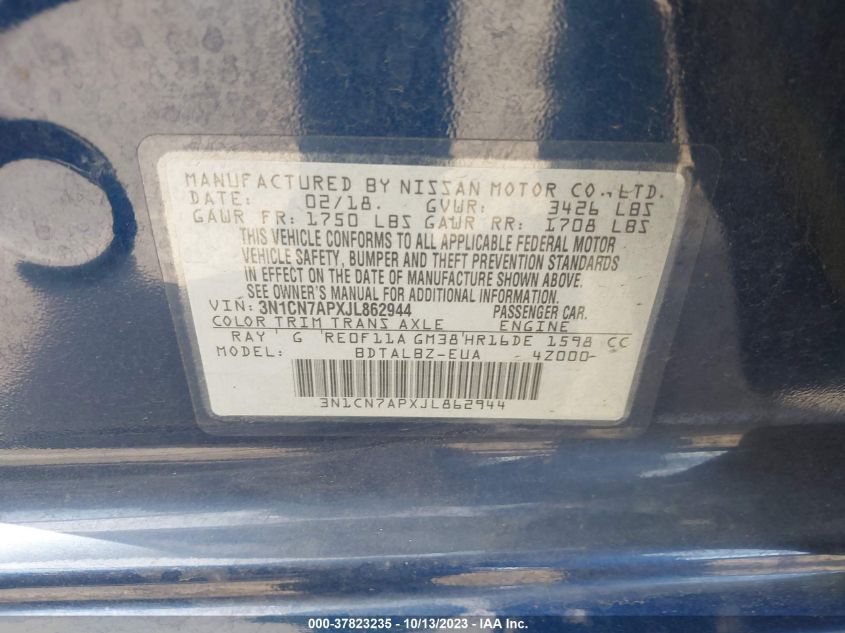 MANUFACTURED BY NISSAN MOTOR CO.,LTD.
DATE: 02/18. GVWR: 3426 LBS
GAWR FR: 1750 LBS GAWR RR: 1708 LBS
THIS VEHICLE CONFORMS TO ALL APPLICABLE FEDERAL MOTOR
VEHICLE SAFETY, BUMPER AND THEFT PREVENTION STANDARDS
IN EFFECT ON THE DATE OF MANUFACTURE SHOWN ABOVE.
SEE OWNER'S MANUAL FOR ADDITIONAL INFORMATION.
VIN: 3N1CN7APXJL862944 PASSENGER CAR.
COLOR TRIM TRANS AXLE ENGINE
RAY G RE0F11A GM38 HR16DE 1598 CC
MODEL: BDTALBZ-EUA -4Z000-
3N1CN7APXJL862944
000-37823235 - 10/13/2023 - IAA Inc.